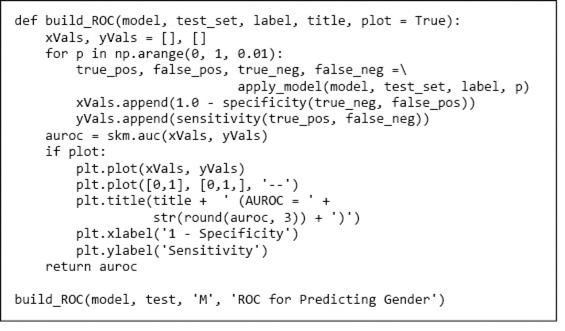 def build_ROC(model, test_set, label, title, plot = True):
    xVals, yVals = [], []
    for p in np.arange(0, 1, 0.01):
        true_pos, false_pos, true_neg, false_neg =\
                              apply_model(model, test_set, label, p)
        xVals.append(1.0 - specificity(true_neg, false_pos))
        yVals.append(sensitivity(true_pos, false_neg))
    auroc = skm.auc(xVals, yVals)
    if plot:
        plt.plot(xVals, yVals)
        plt.plot([0,1], [0,1,], '--')
        plt.title(title +  ' (AUROC = ' +
                  str(round(auroc, 3)) + ')')
        plt.xlabel('1 - Specificity')
        plt.ylabel('Sensitivity')
    return auroc

build_ROC(model, test, 'M', 'ROC for Predicting Gender')